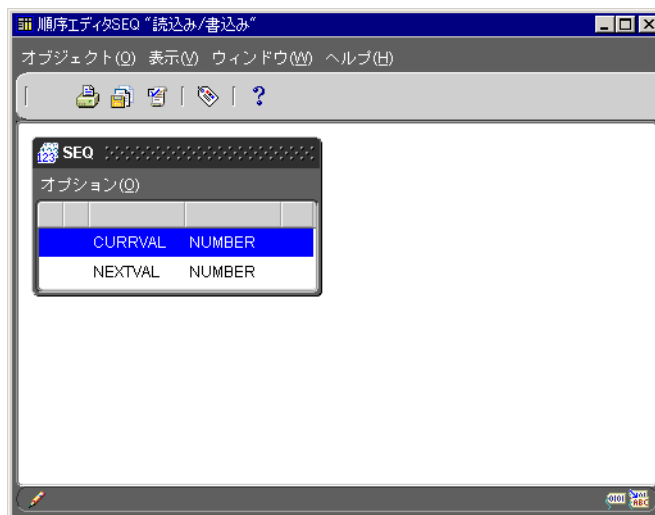 順序エディタSEQ "読込み/書込み"
オブジェクト(O) 表示(V) ウィンドウ(W) ヘルプ(H)
?
SEQ
オプション(O)
CURRVAL NUMBER
NEXTVAL NUMBER